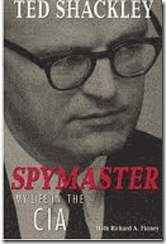 TED SHACKLEY
SPYMASTER
MY LIFE IN THE
CIA
With Richard A. Finney